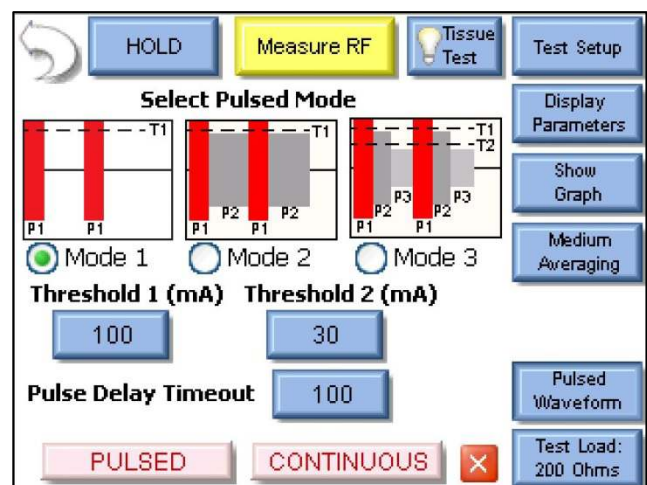 HOLD
Measure RF
Tissue
Test
Test Setup
Select Pulsed Mode
Display
Parameters
T1
T1
T1
T2
Show
Graph
P3
P3
P2
P2
P2
P2
P1
P1
P1
P1
P1
P1
Mode 1
Mode 2
Mode 3
Medium
Averaging
Threshold 1 (mA)
Threshold 2 (mA)
100
30
Pulse Delay Timeout
100
Pulsed
Waveform
PULSED
CONTINUOUS
Test Load:
200 Ohms